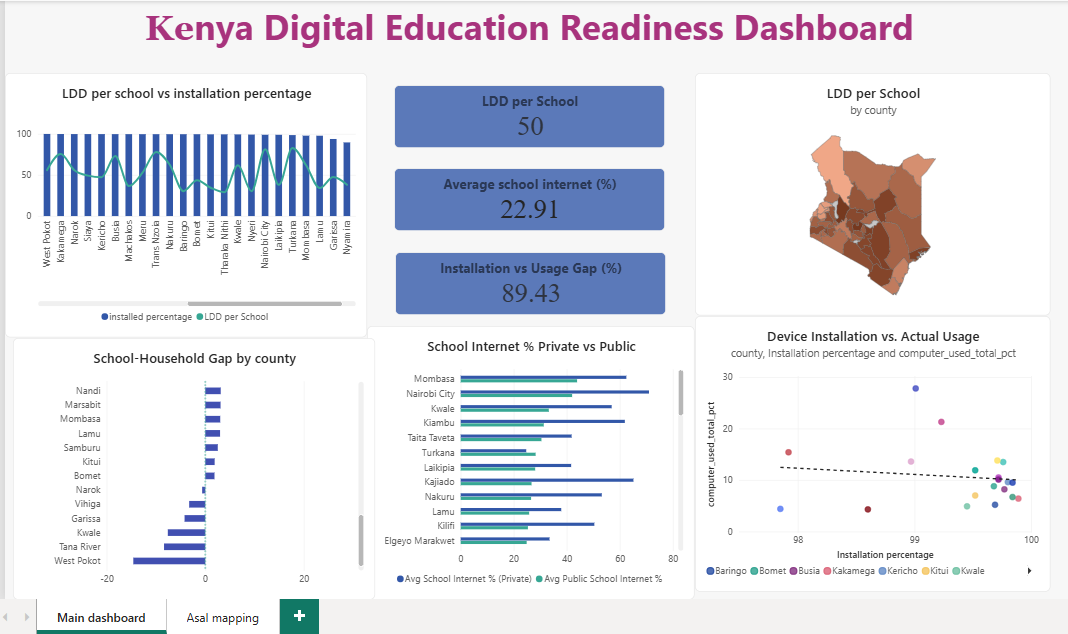 Kenya Digital Education Readiness Dashboard
LDD per school vs installation percentage
100
50
0
West Pokot
Kakamega
Narok
Siaya
Kericho
Busia
Machakos
Meru
Trans Nzoia
Nakuru
Baringo
Bomet
Kitui
Tharaka Nithi
Kwale
Nyeri
Nairobi City
Laikipia
Turkana
Mombasa
Lamu
Garissa
Nyamira
installed percentage LDD per School
LDD per School
50
Average school internet (%)
22.91
Installation vs Usage Gap (%)
89.43
LDD per School
by county
School-Household Gap by county
Nandi
Marsabit
Mombasa
Lamu
Samburu
Kitui
Bomet
Narok
Vihiga
Garissa
Kwale
Tana River
West Pokot
-20 0 20
School Internet % Private vs Public
Mombasa
Nairobi City
Kwale
Kiambu
Taita Taveta
Turkana
Laikipia
Kajiado
Nakuru
Lamu
Kilifi
Elgeyo Marakwet
0 20 40 60 80
Avg School Internet % (Private) Avg Public School Internet %
Device Installation vs. Actual Usage
county, Installation percentage and computer_used_total_pct
computer_used_total_pct
30
20
10
0
98 99 100
Installation percentage
Baringo Bomet Busia Kakamega Kericho Kitui Kwale
Main dashboard Asal mapping +